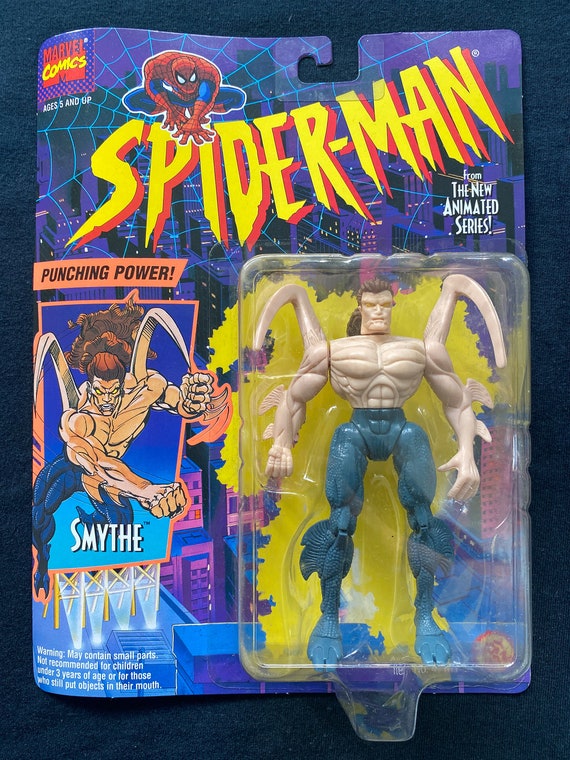 MARVEL
COMICS
AGES 5 AND UP
SPIDER-MAN®
From
THE NEW
ANIMATED
SERIES!
PUNCHING POWER!
SMYTHE™
Warning: May contain small parts.
Not recommended for children
under 3 years of age or for those
who still put objects in their mouth.